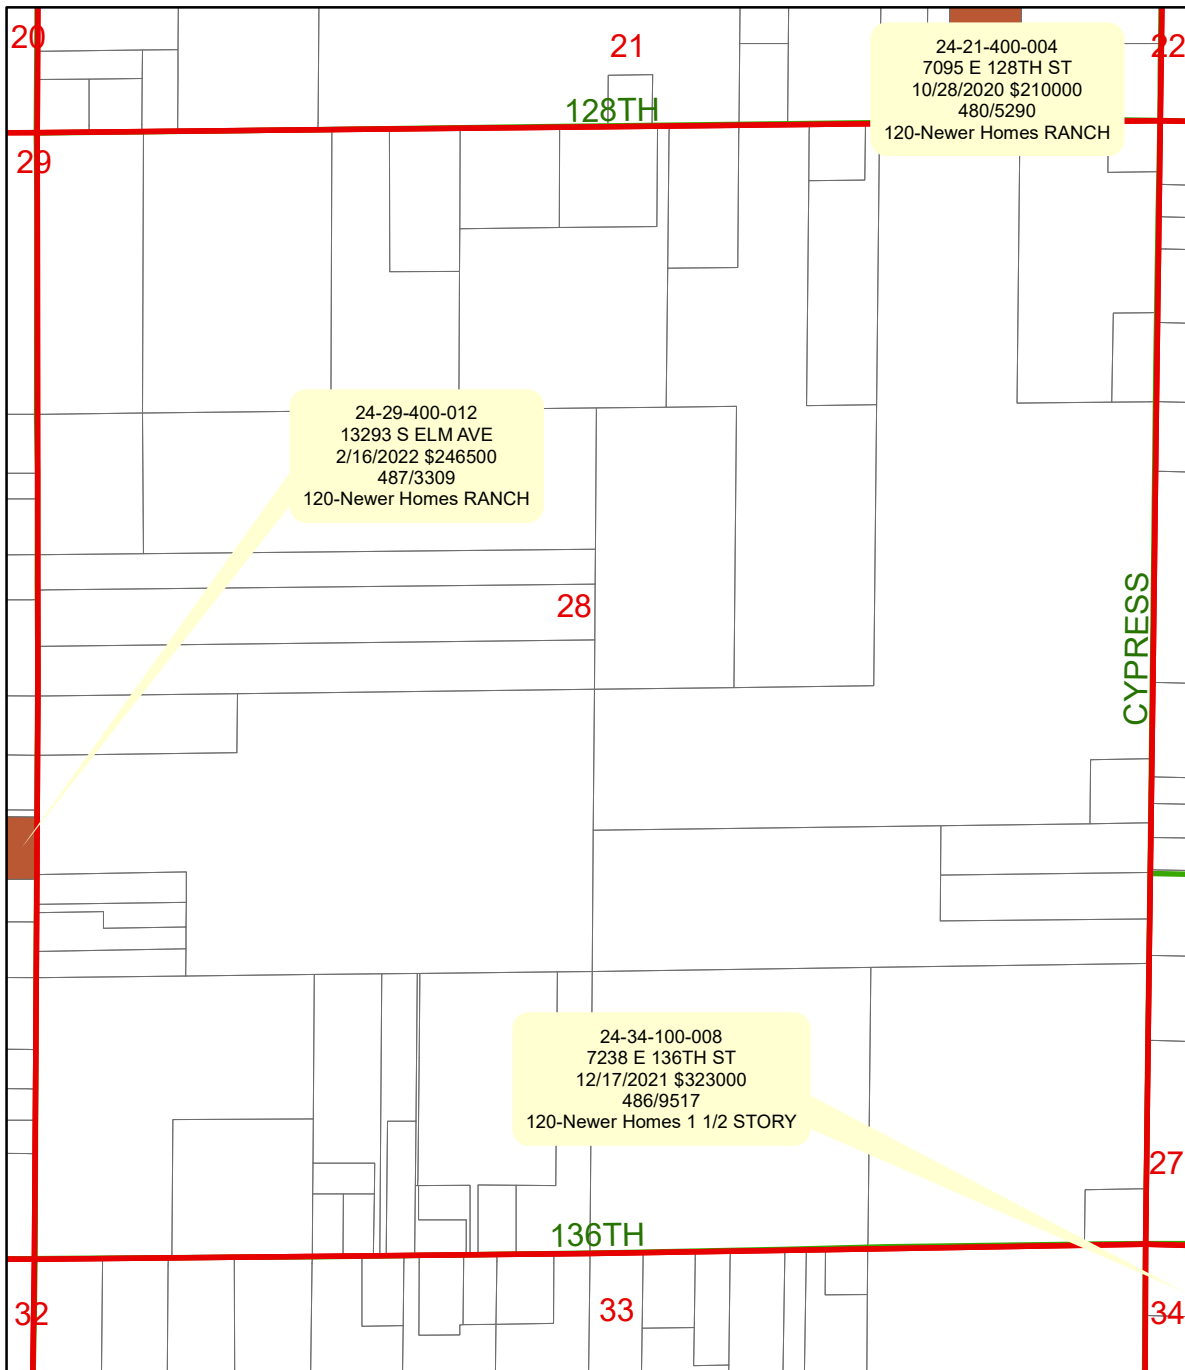 20
21
22
24-21-400-004
7095 E 128TH ST
10/28/2020 $210000
480/5290
120-Newer Homes RANCH
128TH
29
24-29-400-012
13293 S ELM AVE
2/16/2022 $246500
487/3309
120-Newer Homes RANCH
28
CYPRESS
24-34-100-008
7238 E 136TH ST
12/17/2021 $323000
486/9517
120-Newer Homes 1 1/2 STORY
27
136TH
32
33
34